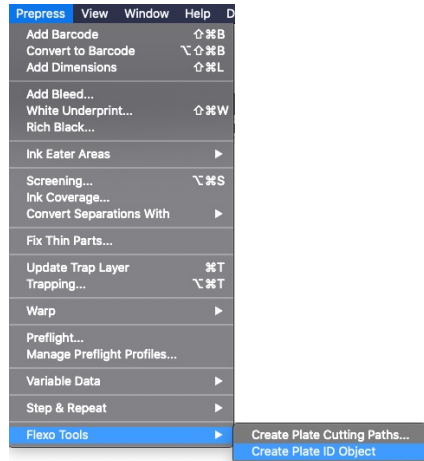 Prepress View Window Help D
Add Barcode ⇧⌘B
Convert to Barcode ⌥⇧⌘B
Add Dimensions ⇧⌘L
Add Bleed...
White Underprint... ⇧⌘W
Rich Black...
Ink Eater Areas ▶
Screening... ⌥⌘S
Ink Coverage...
Convert Separations With ▶
Fix Thin Parts...
Update Trap Layer ⌘T
Trapping... ⌥⌘T
Warp ▶
Preflight...
Manage Preflight Profiles...
Variable Data ▶
Step & Repeat ▶
Flexo Tools ▶ Create Plate Cutting Paths...
Create Plate ID Object